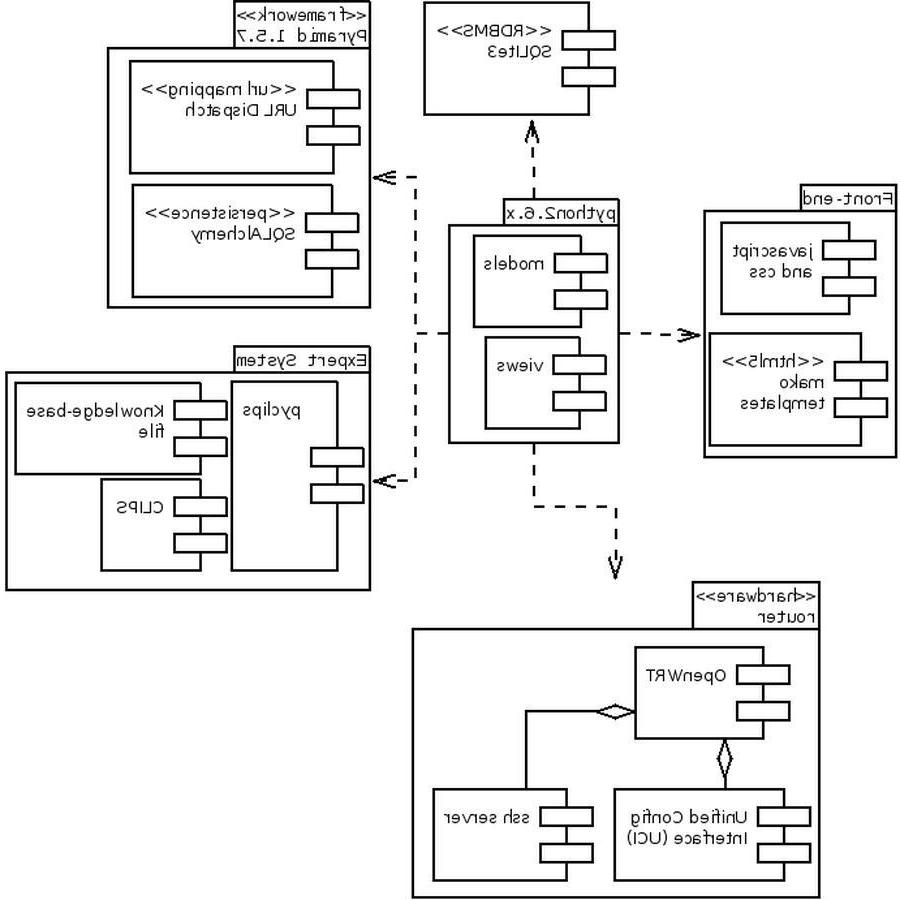 <<framework>>
Pyramid 1.5.7
<<url mapping>>
URL Dispatch
<<persistence>>
SQLAlchemy
<<RDBMS>>
SQLite3
python2.6.x
models
views
Front-end
javascript
and css
<<html5>>
mako
templates
Expert System
Knowledge-base
file
pyclips
CLIPS
<<hardware>>
router
OpenWRT
ssh server
Unified Config
Interface (UCI)